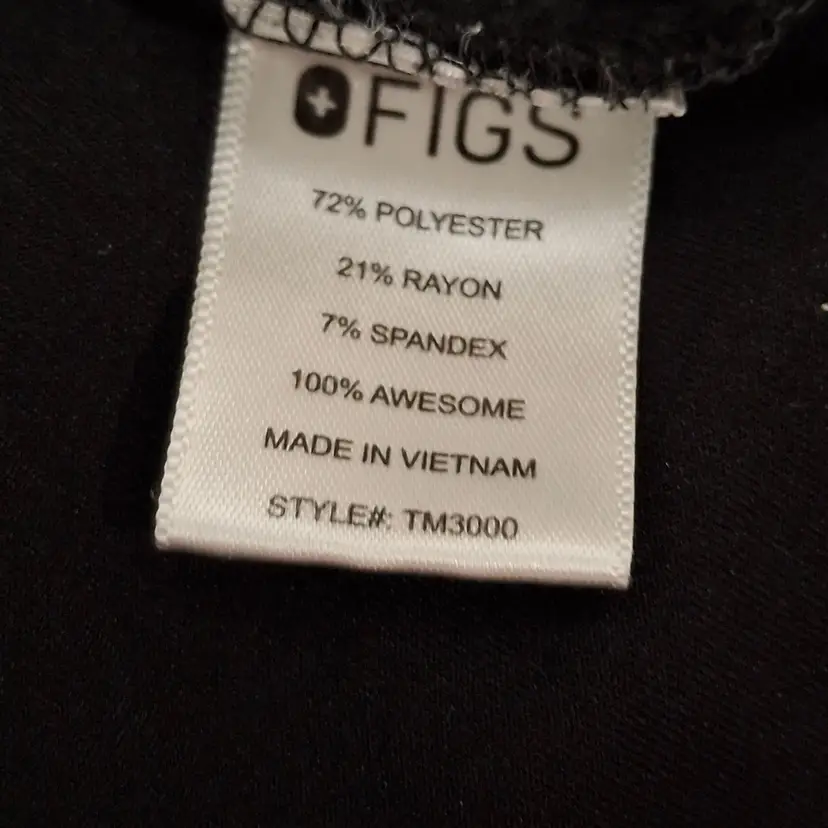 FIGS
72% POLYESTER
21% RAYON
7% SPANDEX
100% AWESOME
MADE IN VIETNAM
STYLE#: TM3000